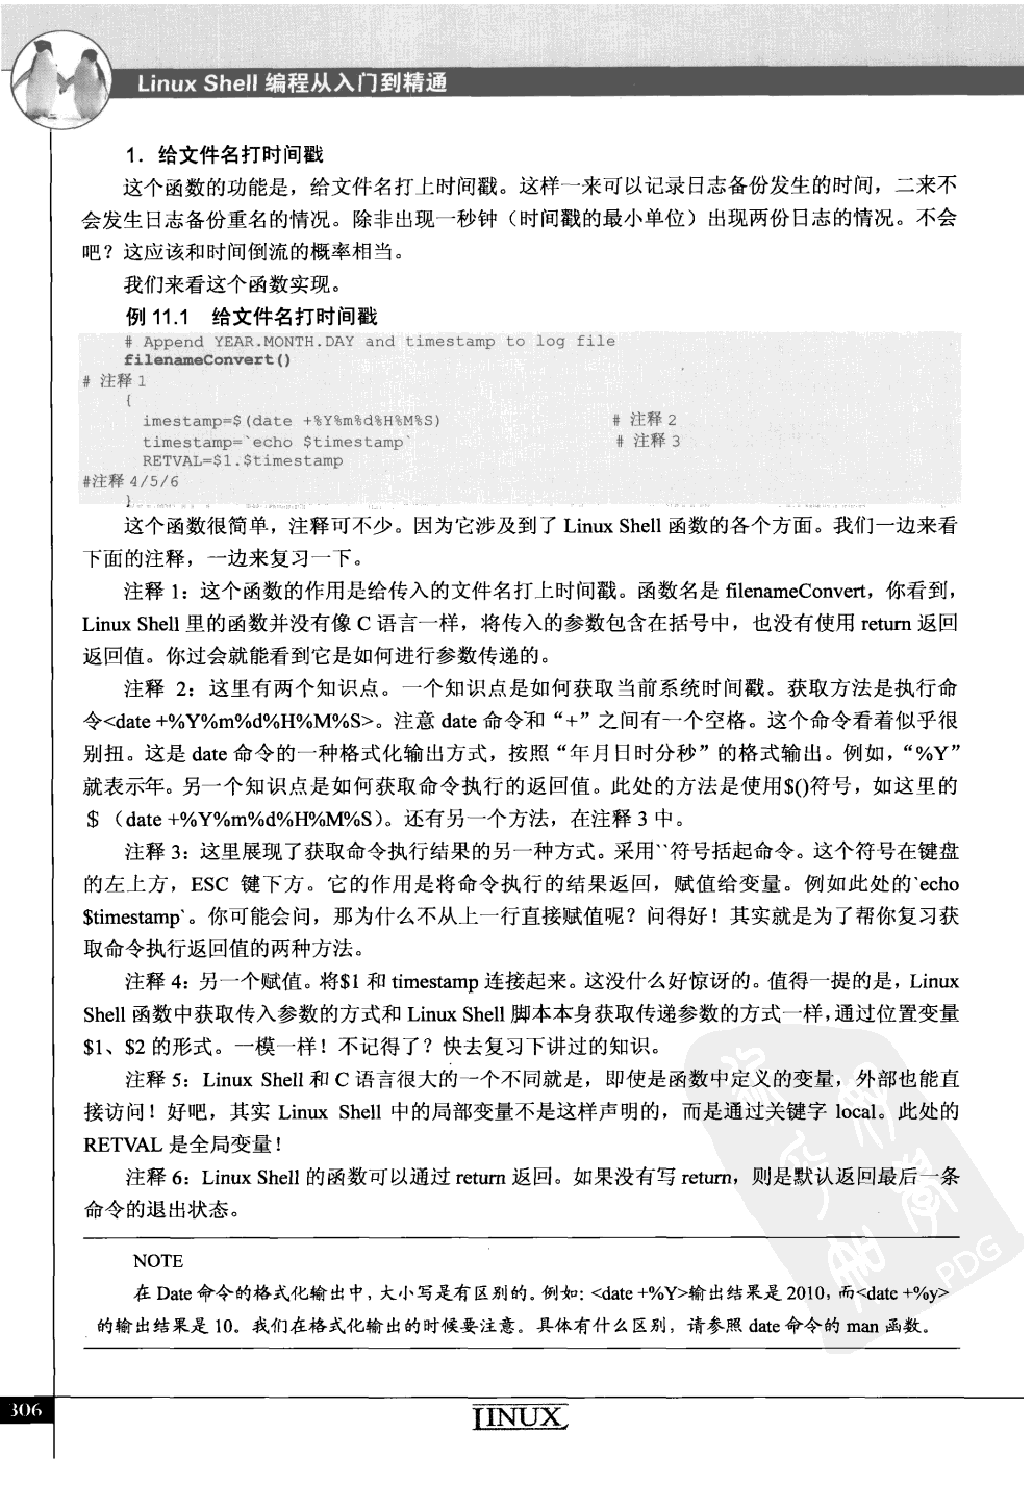 Linux Shell 编程从入门到精通
1．给文件名打时间戳
这个函数的功能是，给文件名打上时间戳。这样一来可以记录日志备份发生的时间，二来不
会发生日志备份重名的情况。除非出现一秒钟（时间戳的最小单位）出现两份日志的情况。不会
吧？这应该和时间倒流的概率相当。
我们来看这个函数实现。
例 11.1　给文件名打时间戳
# Append YEAR.MONTH.DAY and timestamp to log file
filenameConvert()
# 注释 1
{
imestamp=$(date +%Y%m%d%H%M%S) # 注释 2
timestamp=`echo $timestamp` # 注释 3
RETVAL=$1.$timestamp
#注释 4/5/6
}
这个函数很简单，注释可不少。因为它涉及到了 Linux Shell 函数的各个方面。我们一边来看
下面的注释，一边来复习一下。
注释 1：这个函数的作用是给传入的文件名打上时间戳。函数名是 filenameConvert，你看到，
Linux Shell 里的函数并没有像 C 语言一样，将传入的参数包含在括号中，也没有使用 return 返回
返回值。你过会就能看到它是如何进行参数传递的。
注释 2：这里有两个知识点。一个知识点是如何获取当前系统时间戳。获取方法是执行命
令<date +%Y%m%d%H%M%S>。注意 date 命令和“+”之间有一个空格。这个命令看着似乎很
别扭。这是 date 命令的一种格式化输出方式，按照“年月日时分秒”的格式输出。例如，“%Y”
就表示年。另一个知识点是如何获取命令执行的返回值。此处的方法是使用$()符号，如这里的
＄（date +%Y%m%d%H%M%S）。还有另一个方法，在注释 3 中。
注释 3：这里展现了获取命令执行结果的另一种方式。采用``符号括起命令。这个符号在键盘
的左上方，ESC 键下方。它的作用是将命令执行的结果返回，赋值给变量。例如此处的`echo
$timestamp`。你可能会问，那为什么不从上一行直接赋值呢？问得好！其实就是为了帮你复习获
取命令执行返回值的两种方法。
注释 4：另一个赋值。将$1 和 timestamp 连接起来。这没什么好惊讶的。值得一提的是，Linux
Shell 函数中获取传入参数的方式和 Linux Shell 脚本本身获取传递参数的方式一样，通过位置变量
$1、$2 的形式。一模一样！不记得了？快去复习下讲过的知识。
注释 5：Linux Shell 和 C 语言很大的一个不同就是，即使是函数中定义的变量，外部也能直
接访问！好吧，其实 Linux Shell 中的局部变量不是这样声明的，而是通过关键字 local。此处的
RETVAL 是全局变量！
注释 6：Linux Shell 的函数可以通过 return 返回。如果没有写 return，则是默认返回最后一条
命令的退出状态。
NOTE
在 Date 命令的格式化输出中，大小写是有区别的。例如：<date +%Y>输出结果是 2010，而<date +%y>
的输出结果是 10。我们在格式化输出的时候要注意。具体有什么区别，请参照 date 命令的 man 函数。
PDG
306
LINUX